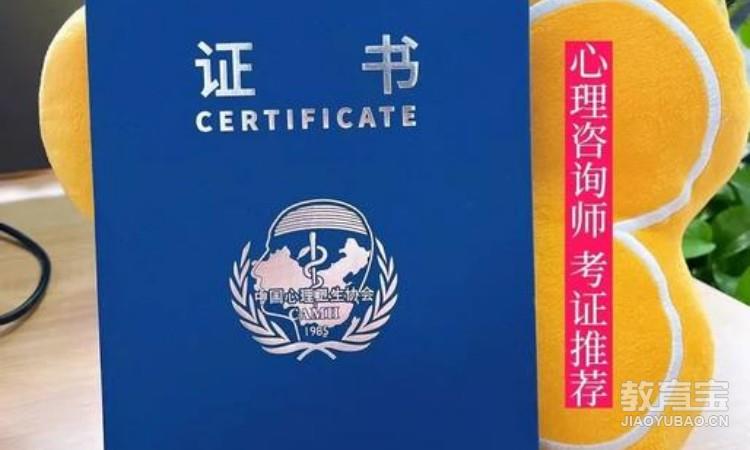 证 书
CERTIFICATE
中国心理卫生协会
CAMH
1985
心理咨询师 考证推荐
教育宝
JIAOYUBAO.CN